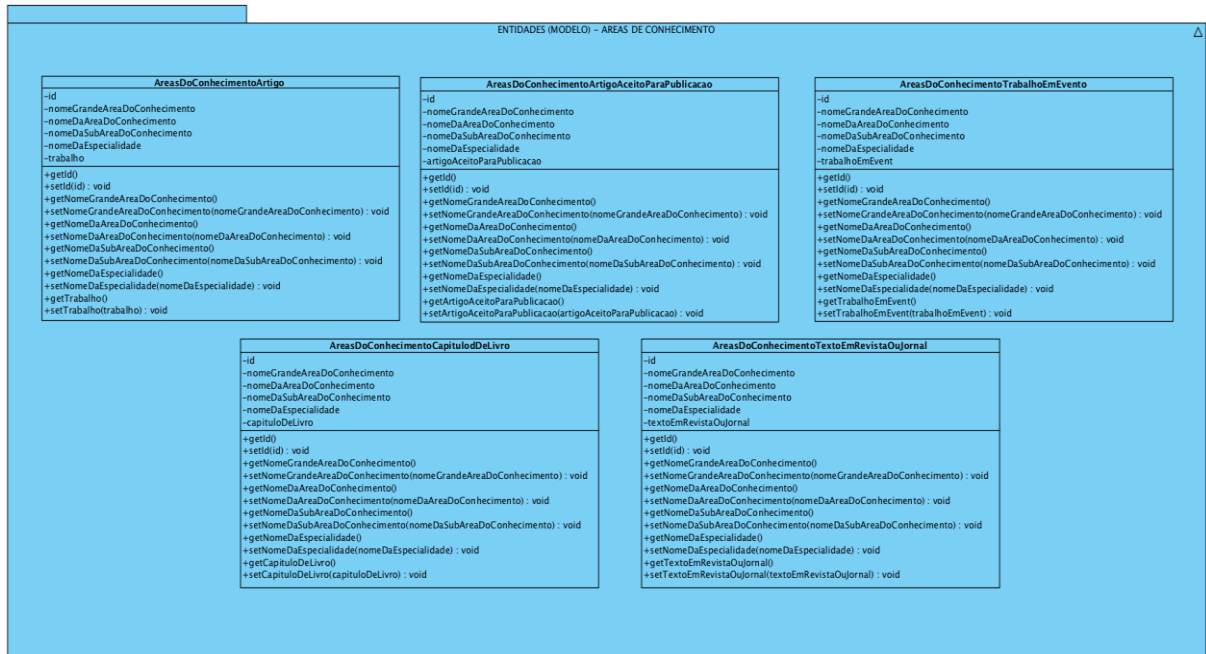 ENTIDADES (MODELO) - AREAS DE CONHECIMENTO
AreasDoConhecimentoArtigo
-id
-nomeGrandeAreaDoConhecimento
-nomeDaAreaDoConhecimento
-nomeDaSubAreaDoConhecimento
-nomeDaEspecialidade
-trabalho
+getId()
+setId(id) : void
+getNomeGrandeAreaDoConhecimento()
+setNomeGrandeAreaDoConhecimento(nomeGrandeAreaDoConhecimento) : void
+getNomeDaAreaDoConhecimento()
+setNomeDaAreaDoConhecimento(nomeDaAreaDoConhecimento) : void
+getNomeDaSubAreaDoConhecimento()
+setNomeDaSubAreaDoConhecimento(nomeDaSubAreaDoConhecimento) : void
+getNomeDaEspecialidade()
+setNomeDaEspecialidade(nomeDaEspecialidade) : void
+getTrabalho()
+setTrabalho(trabalho) : void
AreasDoConhecimentoArtigoAceitoParaPublicacao
-id
-nomeGrandeAreaDoConhecimento
-nomeDaAreaDoConhecimento
-nomeDaSubAreaDoConhecimento
-nomeDaEspecialidade
-artigoAceitoParaPublicacao
+getId()
+setId(id) : void
+getNomeGrandeAreaDoConhecimento()
+setNomeGrandeAreaDoConhecimento(nomeGrandeAreaDoConhecimento) : void
+getNomeDaAreaDoConhecimento()
+setNomeDaAreaDoConhecimento(nomeDaAreaDoConhecimento) : void
+getNomeDaSubAreaDoConhecimento()
+setNomeDaSubAreaDoConhecimento(nomeDaSubAreaDoConhecimento) : void
+getNomeDaEspecialidade()
+setNomeDaEspecialidade(nomeDaEspecialidade) : void
+getArtigoAceitoParaPublicacao()
+setArtigoAceitoParaPublicacao(artigoAceitoParaPublicacao) : void
AreasDoConhecimentoTrabalhoEmEvento
-id
-nomeGrandeAreaDoConhecimento
-nomeDaAreaDoConhecimento
-nomeDaSubAreaDoConhecimento
-nomeDaEspecialidade
-trabalhoEmEvent
+getId()
+setId(id) : void
+getNomeGrandeAreaDoConhecimento()
+setNomeGrandeAreaDoConhecimento(nomeGrandeAreaDoConhecimento) : void
+getNomeDaAreaDoConhecimento()
+setNomeDaAreaDoConhecimento(nomeDaAreaDoConhecimento) : void
+getNomeDaSubAreaDoConhecimento()
+setNomeDaSubAreaDoConhecimento(nomeDaSubAreaDoConhecimento) : void
+getNomeDaEspecialidade()
+setNomeDaEspecialidade(nomeDaEspecialidade) : void
+getTrabalhoEmEvent()
+setTrabalhoEmEvent(trabalhoEmEvent) : void
AreasDoConhecimentoCapitulodDeLivro
-id
-nomeGrandeAreaDoConhecimento
-nomeDaAreaDoConhecimento
-nomeDaSubAreaDoConhecimento
-nomeDaEspecialidade
-capituloDeLivro
+getId()
+setId(id) : void
+getNomeGrandeAreaDoConhecimento()
+setNomeGrandeAreaDoConhecimento(nomeGrandeAreaDoConhecimento) : void
+getNomeDaAreaDoConhecimento()
+setNomeDaAreaDoConhecimento(nomeDaAreaDoConhecimento) : void
+getNomeDaSubAreaDoConhecimento()
+setNomeDaSubAreaDoConhecimento(nomeDaSubAreaDoConhecimento) : void
+getNomeDaEspecialidade()
+setNomeDaEspecialidade(nomeDaEspecialidade) : void
+getCapituloDeLivro()
+setCapituloDeLivro(capituloDeLivro) : void
AreasDoConhecimentoTextoEmRevistaOuJornal
-id
-nomeGrandeAreaDoConhecimento
-nomeDaAreaDoConhecimento
-nomeDaSubAreaDoConhecimento
-nomeDaEspecialidade
-textoEmRevistaOuJornal
+getId()
+setId(id) : void
+getNomeGrandeAreaDoConhecimento()
+setNomeGrandeAreaDoConhecimento(nomeGrandeAreaDoConhecimento) : void
+getNomeDaAreaDoConhecimento()
+setNomeDaAreaDoConhecimento(nomeDaAreaDoConhecimento) : void
+getNomeDaSubAreaDoConhecimento()
+setNomeDaSubAreaDoConhecimento(nomeDaSubAreaDoConhecimento) : void
+getNomeDaEspecialidade()
+setNomeDaEspecialidade(nomeDaEspecialidade) : void
+getTextoEmRevistaOuJornal()
+setTextoEmRevistaOuJornal(textoEmRevistaOuJornal) : void